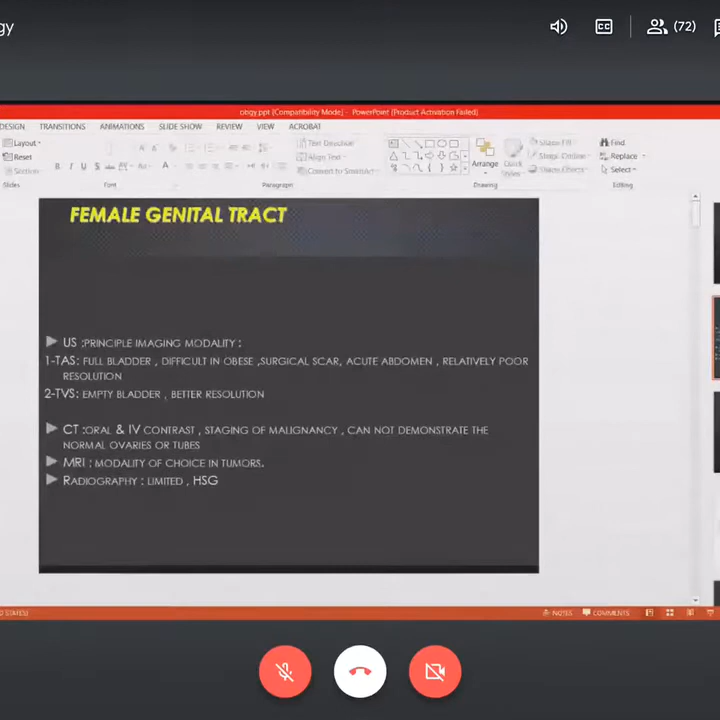 gy
CC
(72)
obgy.ppt [Compatibility Mode] - PowerPoint (Product Activation Failed)
DESIGN TRANSITIONS ANIMATIONS SLIDE SHOW REVIEW VIEW ACROBAT
Layout
Reset
Section
Slides
B I U S
Font
Text Direction
Align Text
Convert to SmartArt
Paragraph
Arrange
Quick
Styles
Shape Fill
Shape Outline
Shape Effects
Drawing
Find
Replace
Select
Editing
FEMALE GENITAL TRACT
US :PRINCIPLE IMAGING MODALITY :
1-TAS: FULL BLADDER , DIFFICULT IN OBESE ,SURGICAL SCAR, ACUTE ABDOMEN , RELATIVELY POOR
RESOLUTION
2-TVS: EMPTY BLADDER , BETTER RESOLUTION
CT :ORAL & IV CONTRAST , STAGING OF MALIGNANCY , CAN NOT DEMONSTRATE THE
NORMAL OVARIES OR TUBES
MRI : MODALITY OF CHOICE IN TUMORS.
RADIOGRAPHY : LIMITED , HSG
NOTES COMMENTS